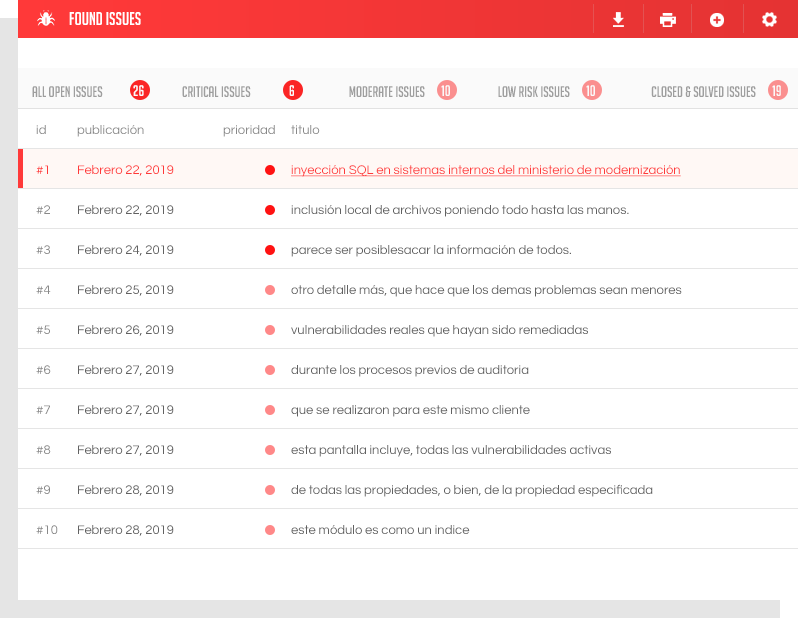 FOUND ISSUES
ALL OPEN ISSUES 26 CRITICAL ISSUES 6 MODERATE ISSUES 10 LOW RISK ISSUES 10 CLOSED & SOLVED ISSUES 19
id publicación prioridad titulo
#1 Febrero 22, 2019 inyección SQL en sistemas internos del ministerio de modernización
#2 Febrero 22, 2019 inclusión local de archivos poniendo todo hasta las manos.
#3 Febrero 24, 2019 parece ser posiblesacar la información de todos.
#4 Febrero 25, 2019 otro detalle más, que hace que los demas problemas sean menores
#5 Febrero 26, 2019 vulnerabilidades reales que hayan sido remediadas
#6 Febrero 27, 2019 durante los procesos previos de auditoria
#7 Febrero 27, 2019 que se realizaron para este mismo cliente
#8 Febrero 27, 2019 esta pantalla incluye, todas las vulnerabilidades activas
#9 Febrero 28, 2019 de todas las propiedades, o bien, de la propiedad especificada
#10 Febrero 28, 2019 este módulo es como un indice